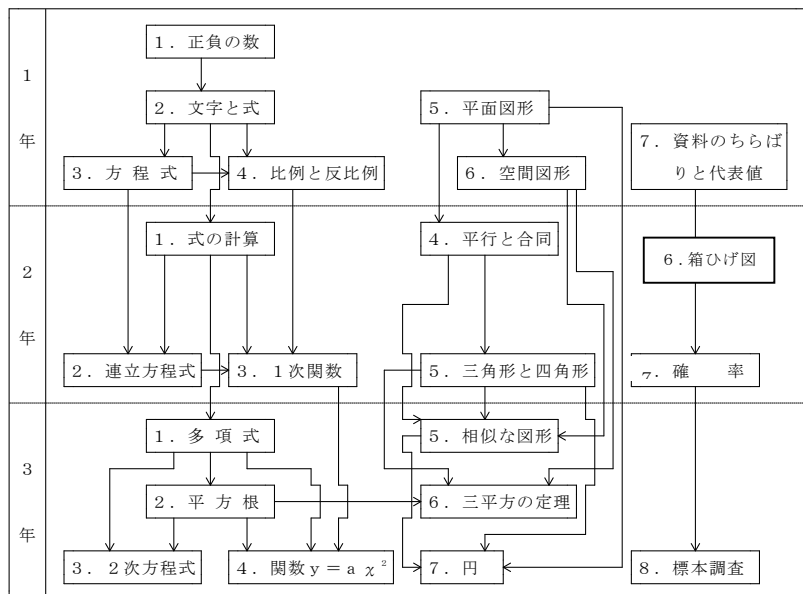 1
年
１．正負の数
２．文字と式
３．方 程 式
４．比例と反比例
５．平面図形
６．空間図形
７．資料のちらば
りと代表値
２
年
１．式の計算
２．連立方程式
３．１次関数
４．平行と合同
５．三角形と四角形
６.箱ひげ図
７．確　　率
３
年
１．多 項 式
２．平 方 根
３．２次方程式
４．関数ｙ＝ａχ²
５．相似な図形
６．三平方の定理
７．円
８．標本調査